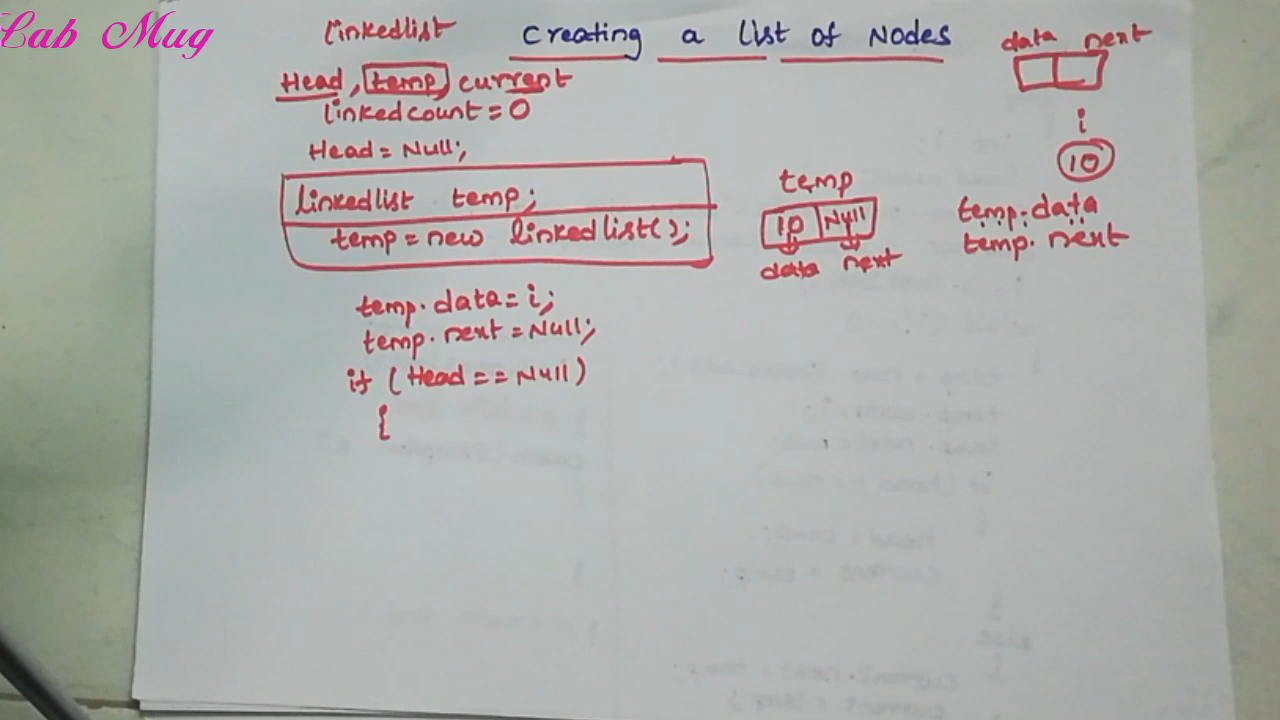 Lab Mug
linkedlist
Creating a list of Nodes
data next
Head, temp, current
linkedcount = 0
i
Head = Null;
10
linkedlist temp;
temp = new linkedlist();
temp
10 Null
data next
temp.data
temp.next
temp.data = i;
temp.next = Null;
if (Head == Null)
{